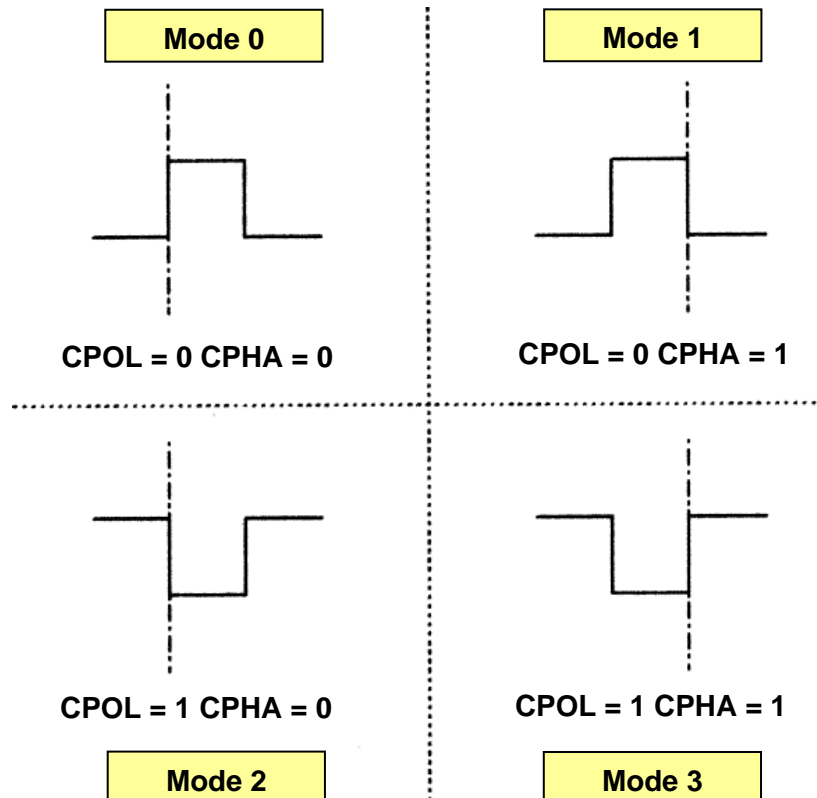 Mode 0
Mode 1
CPOL = 0 CPHA = 0
CPOL = 0 CPHA = 1
CPOL = 1 CPHA = 0
CPOL = 1 CPHA = 1
Mode 2
Mode 3